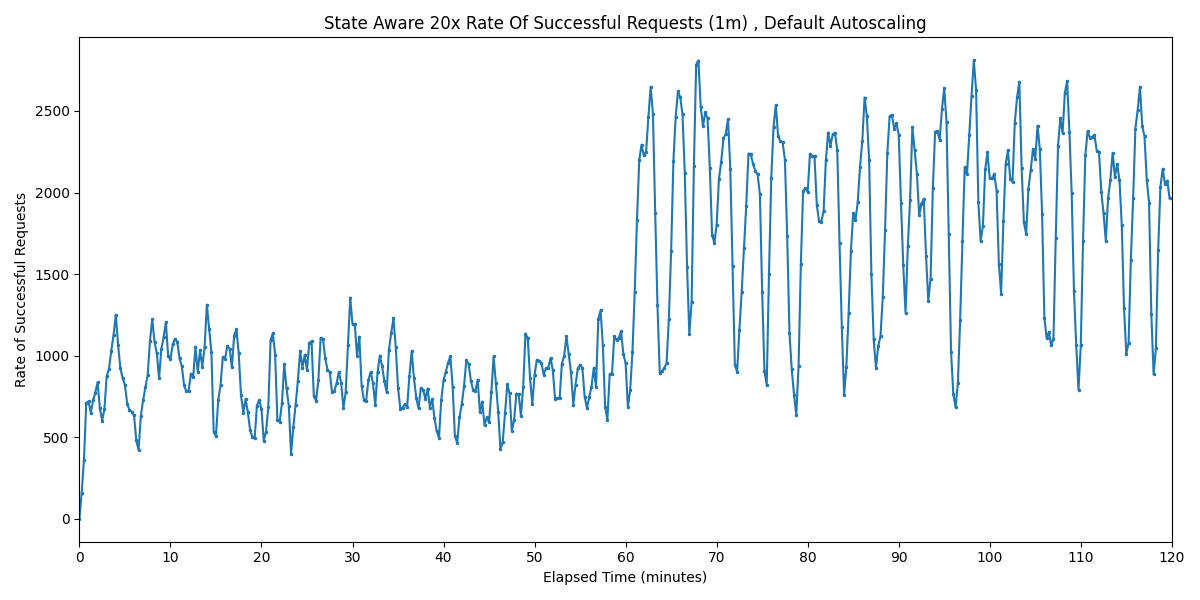 State Aware 20x Rate Of Successful Requests (1m) , Default Autoscaling
Rate of Successful Requests
2500
2000
1500
1000
500
0
0 10 20 30 40 50 60 70 80 90 100 110 120
Elapsed Time (minutes)